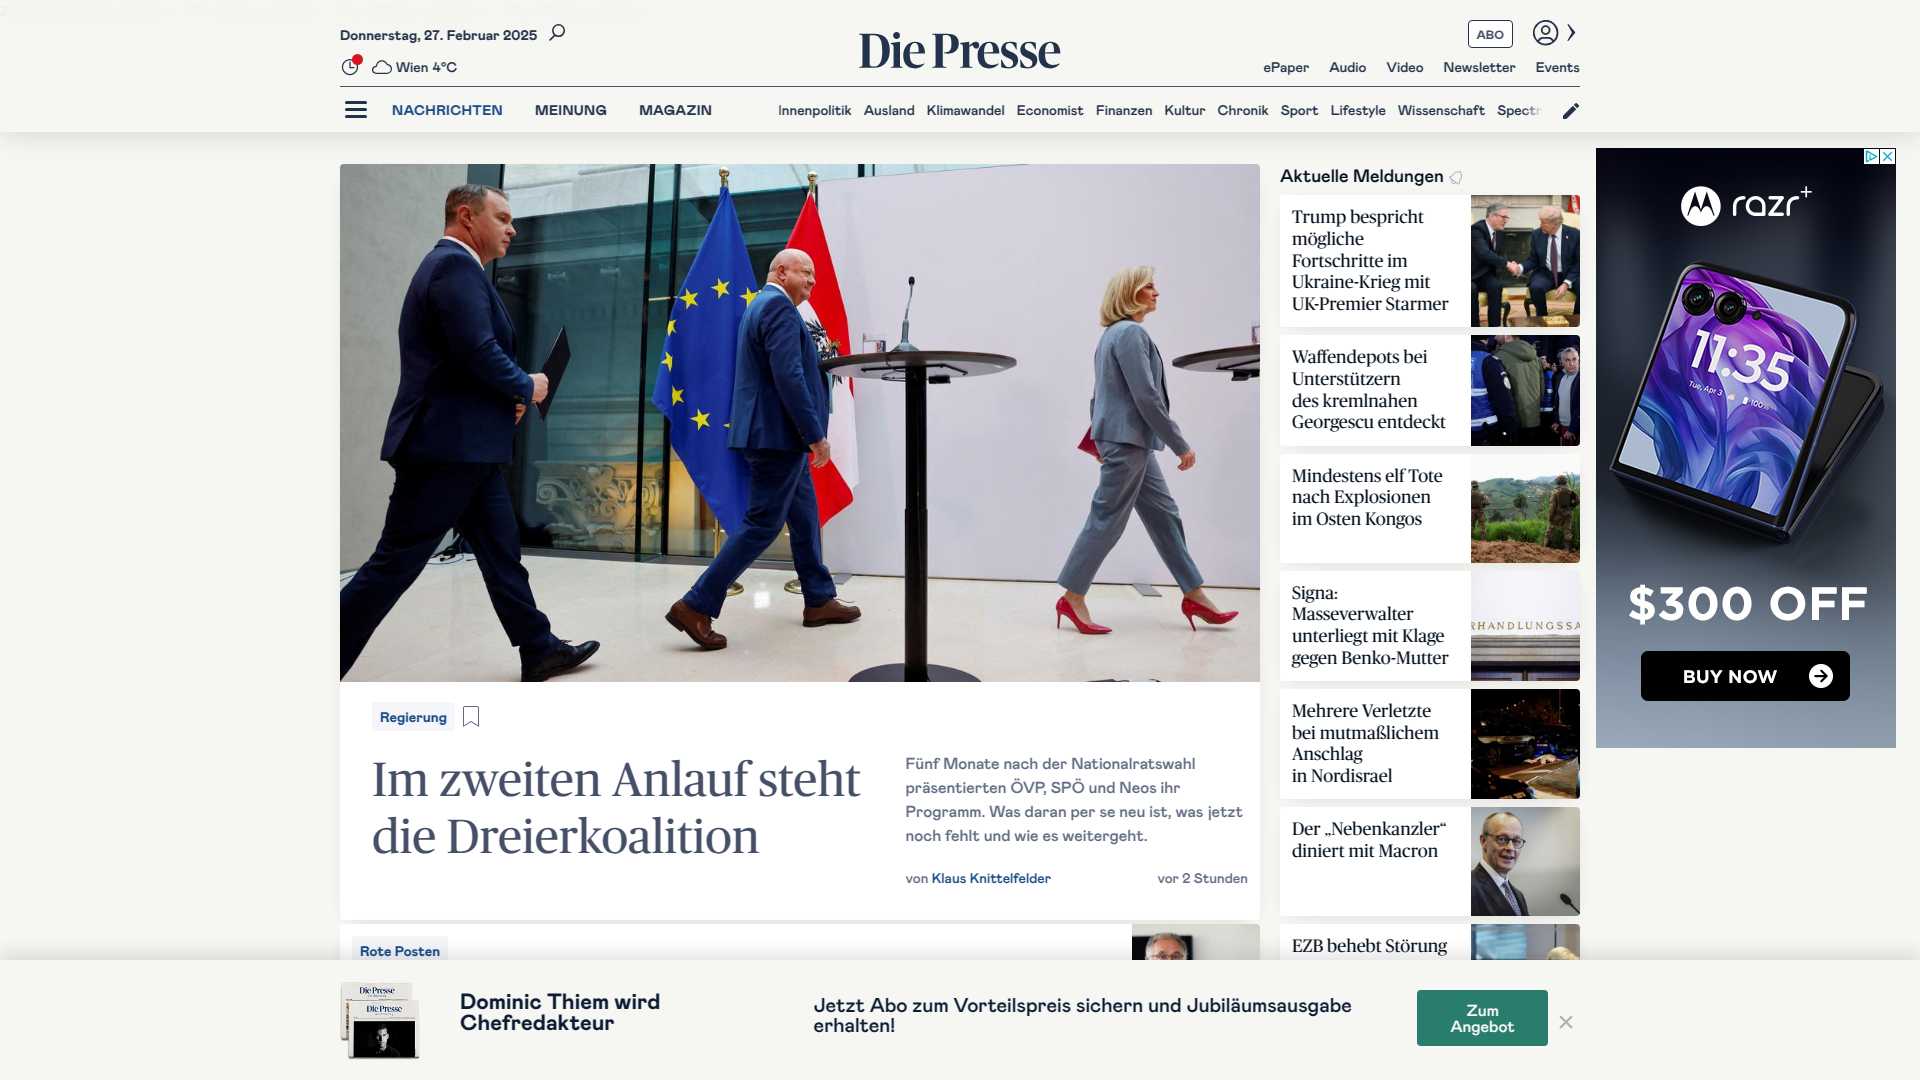 Donnerstag, 27. Februar 2025
Wien 4°C
Die Presse
ABO
ePaper Audio Video Newsletter Events
NACHRICHTEN MEINUNG MAGAZIN
Innenpolitik Ausland Klimawandel Economist Finanzen Kultur Chronik Sport Lifestyle Wissenschaft Spectr
Regierung
Im zweiten Anlauf steht
die Dreierkoalition
Fünf Monate nach der Nationalratswahl
präsentierten ÖVP, SPÖ und Neos ihr
Programm. Was daran per se neu ist, was jetzt
noch fehlt und wie es weitergeht.
von Klaus Knittelfelder
vor 2 Stunden
Rote Posten
Aktuelle Meldungen
Trump bespricht
mögliche
Fortschritte im
Ukraine-Krieg mit
UK-Premier Starmer
Waffendepots bei
Unterstützern
des kremlnahen
Georgescu entdeckt
Mindestens elf Tote
nach Explosionen
im Osten Kongos
Signa:
Masseverwalter
unterliegt mit Klage
gegen Benko-Mutter
RHANDLUNGSSA
Mehrere Verletzte
bei mutmaßlichem
Anschlag
in Nordisrael
Der „Nebenkanzler“
diniert mit Macron
EZB behebt Störung
razr+
11:35
Tue, Apr 3
100%
$300 OFF
BUY NOW
Die Presse
Die Presse
Dominic Thiem wird
Chefredakteur
Jetzt Abo zum Vorteilspreis sichern und Jubiläumsausgabe
erhalten!
Zum
Angebot